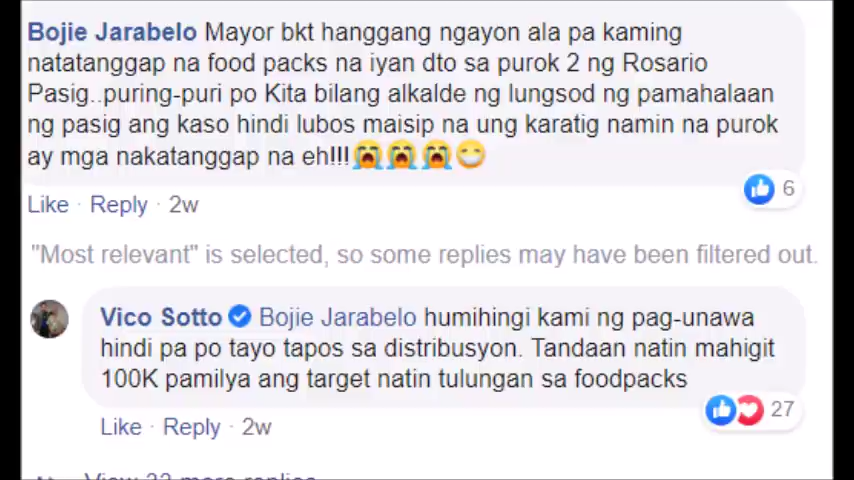 Bojie Jarabelo Mayor bkt hanggang ngayon ala pa kaming
natatanggap na food packs na iyan dto sa purok 2 ng Rosario
Pasig..puring-puri po Kita bilang alkalde ng lungsod ng pamahalaan
ng pasig ang kaso hindi lubos maisip na ung karatig namin na purok
ay mga nakatanggap na eh!!!😭😭😭😁
6
Like · Reply · 2w
"Most relevant" is selected, so some replies may have been filtered out.
Vico Sotto Bojie Jarabelo humihingi kami ng pag-unawa
hindi pa po tayo tapos sa distribusyon. Tandaan natin mahigit
100K pamilya ang target natin tulungan sa foodpacks
27
Like · Reply · 2w
View 32 more replies